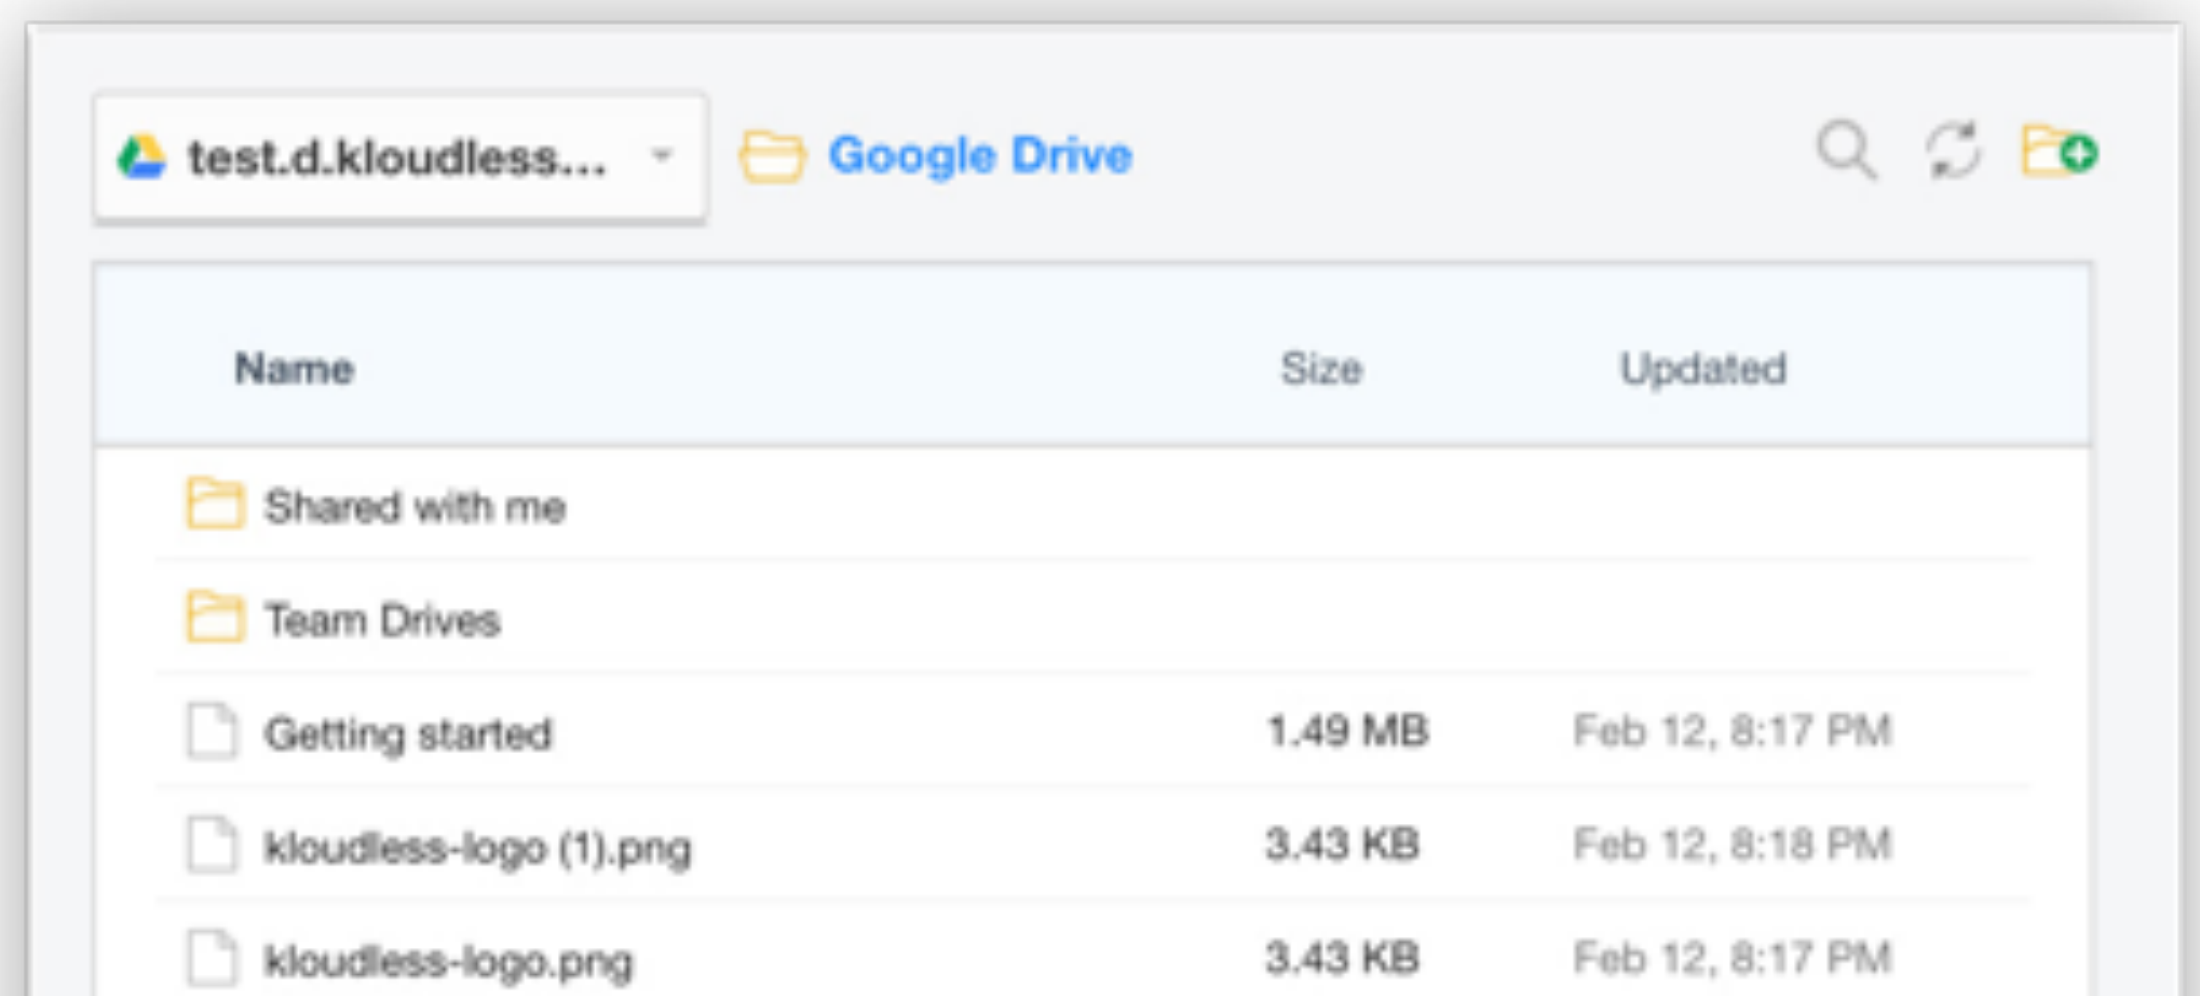 test.d.kloudless... Google Drive
Name Size Updated
Shared with me
Team Drives
Getting started 1.49 MB Feb 12, 8:17 PM
kloudless-logo (1).png 3.43 KB Feb 12, 8:18 PM
kloudless-logo.png 3.43 KB Feb 12, 8:17 PM